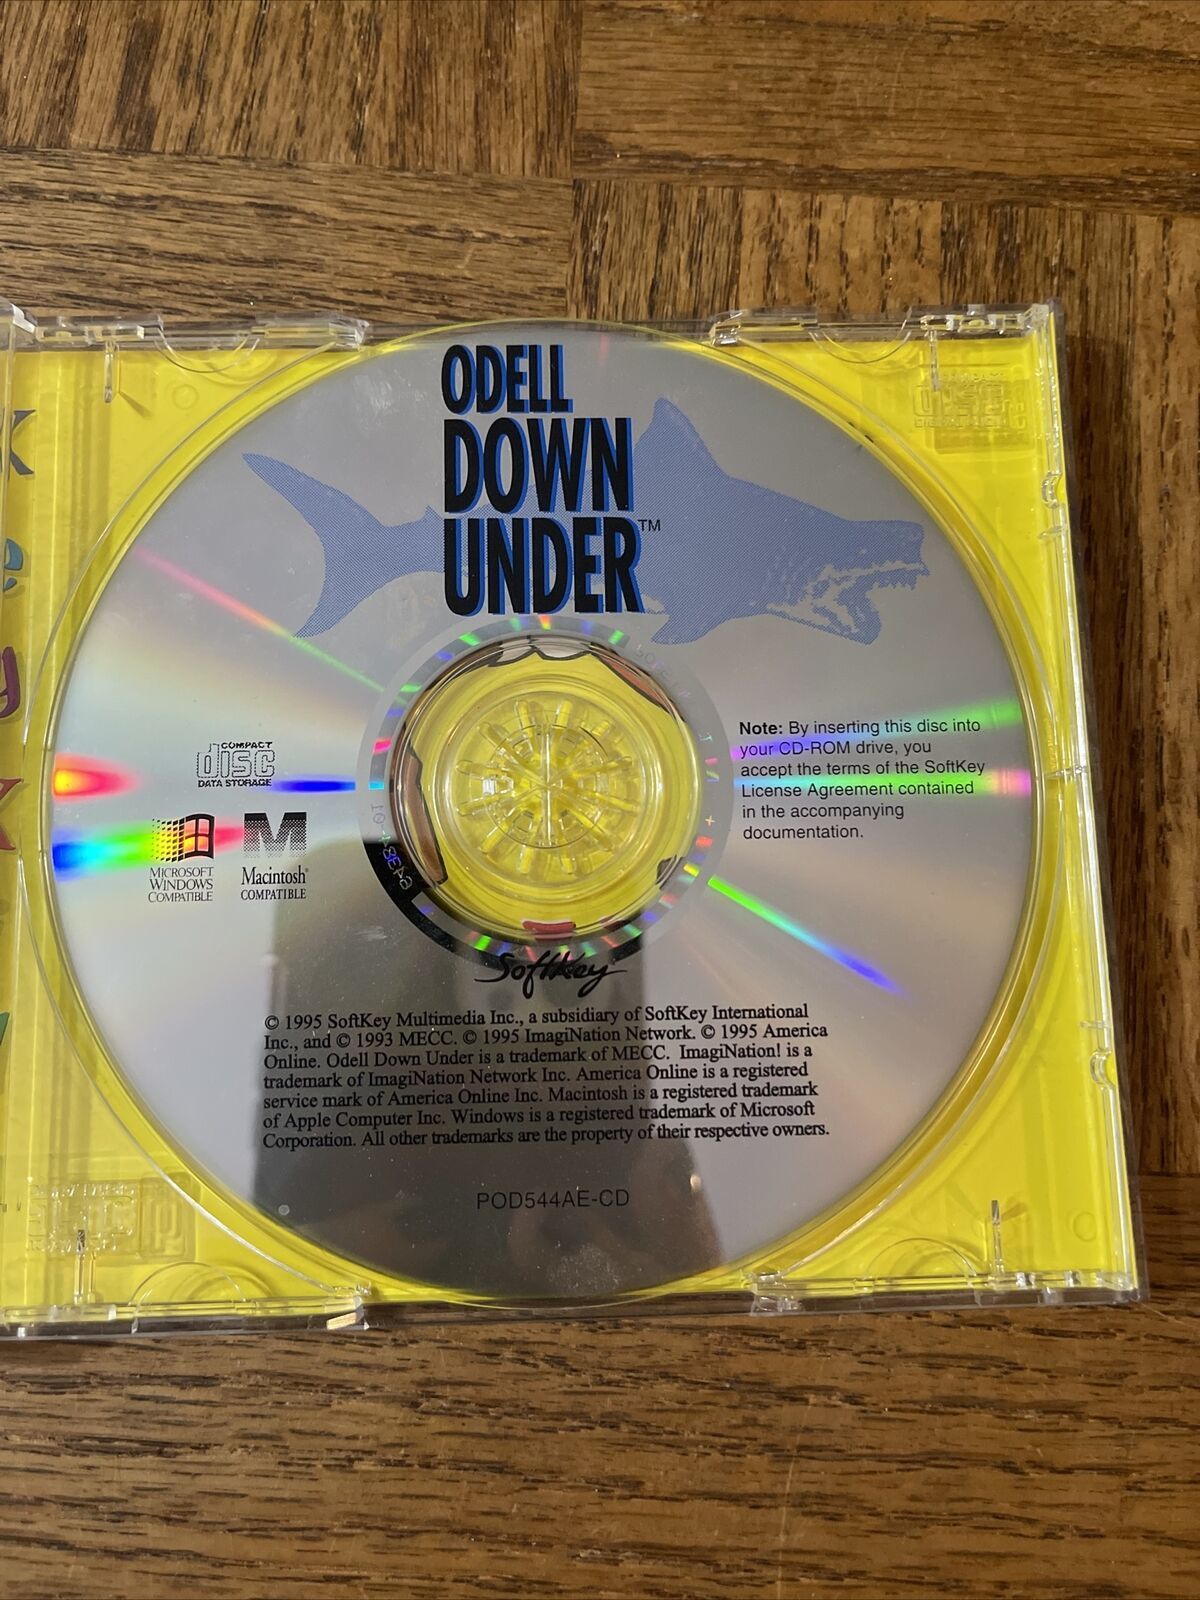 ODELL
DOWN
UNDER™
Note: By inserting this disc into
your CD-ROM drive, you
accept the terms of the SoftKey
License Agreement contained
in the accompanying
documentation.
COMPACT
disc
DATA STORAGE
MICROSOFT
WINDOWS
COMPATIBLE
Macintosh®
COMPATIBLE
SoftKey
© 1995 SoftKey Multimedia Inc., a subsidiary of SoftKey International
Inc., and © 1993 MECC. © 1995 ImagiNation Network. © 1995 America
Online. Odell Down Under is a trademark of MECC. ImagiNation! is a
trademark of ImagiNation Network Inc. America Online is a registered
service mark of America Online Inc. Macintosh is a registered trademark
of Apple Computer Inc. Windows is a registered trademark of Microsoft
Corporation. All other trademarks are the property of their respective owners.
POD544AE-CD